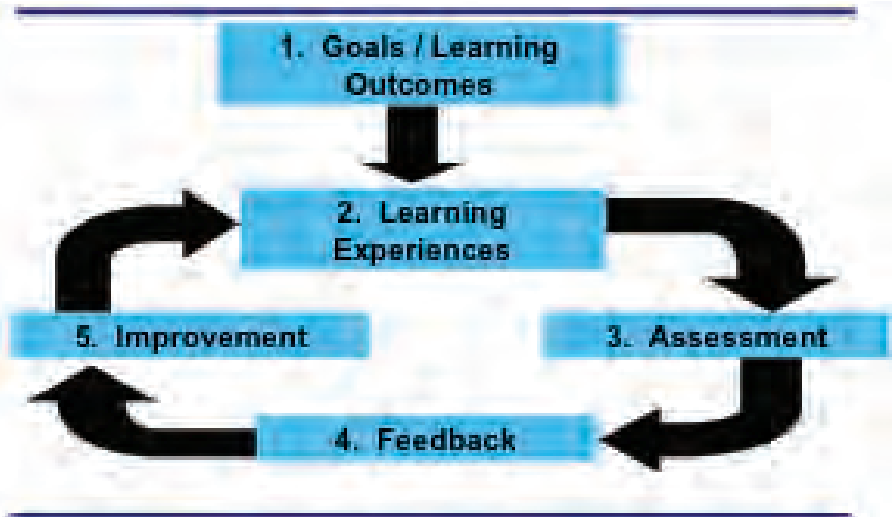 1. Goals / Learning
Outcomes
2. Learning
Experiences
5. Improvement
3. Assessment
4. Feedback